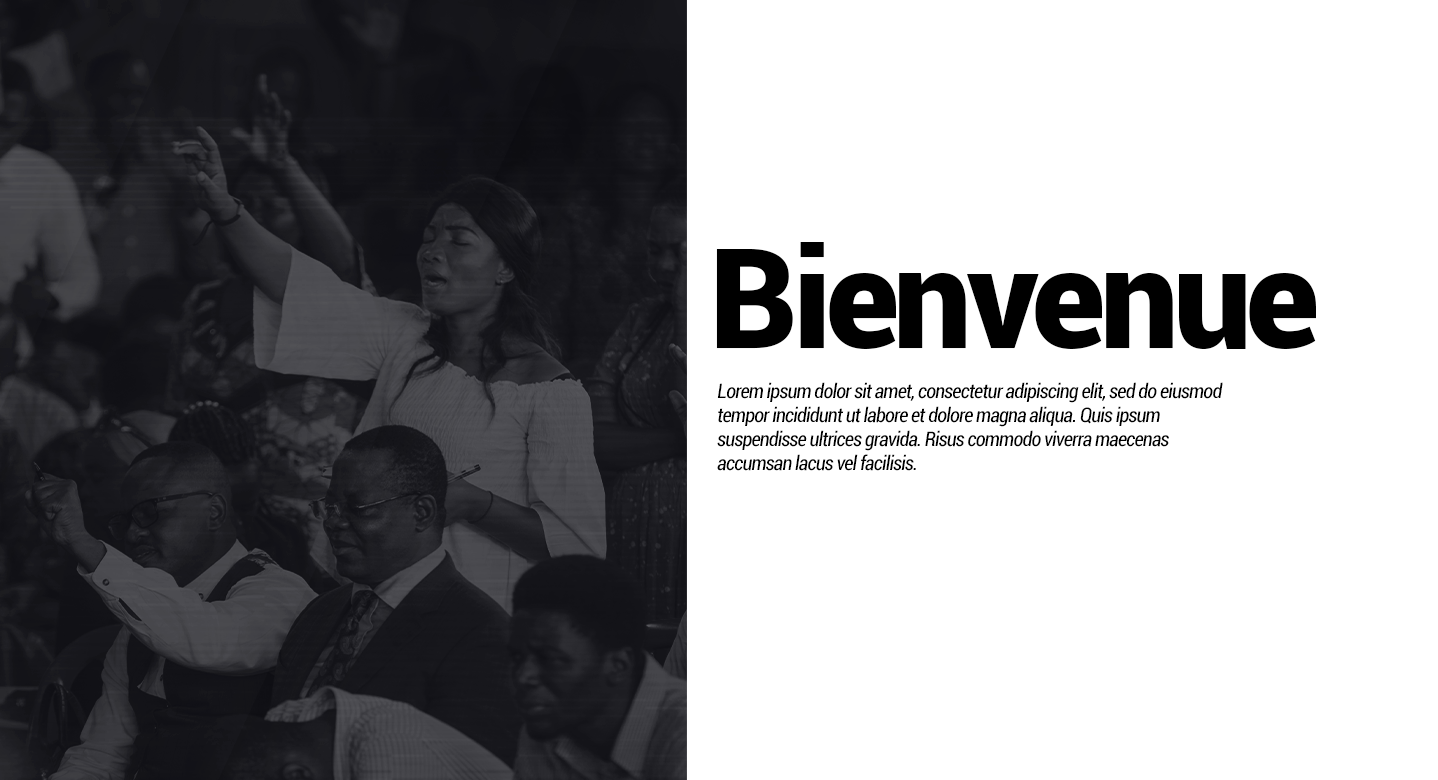 Bienvenue
Lorem ipsum dolor sit amet, consectetur adipiscing elit, sed do eiusmod
tempor incididunt ut labore et dolore magna aliqua. Quis ipsum
suspendisse ultrices gravida. Risus commodo viverra maecenas
accumsan lacus vel facilisis.